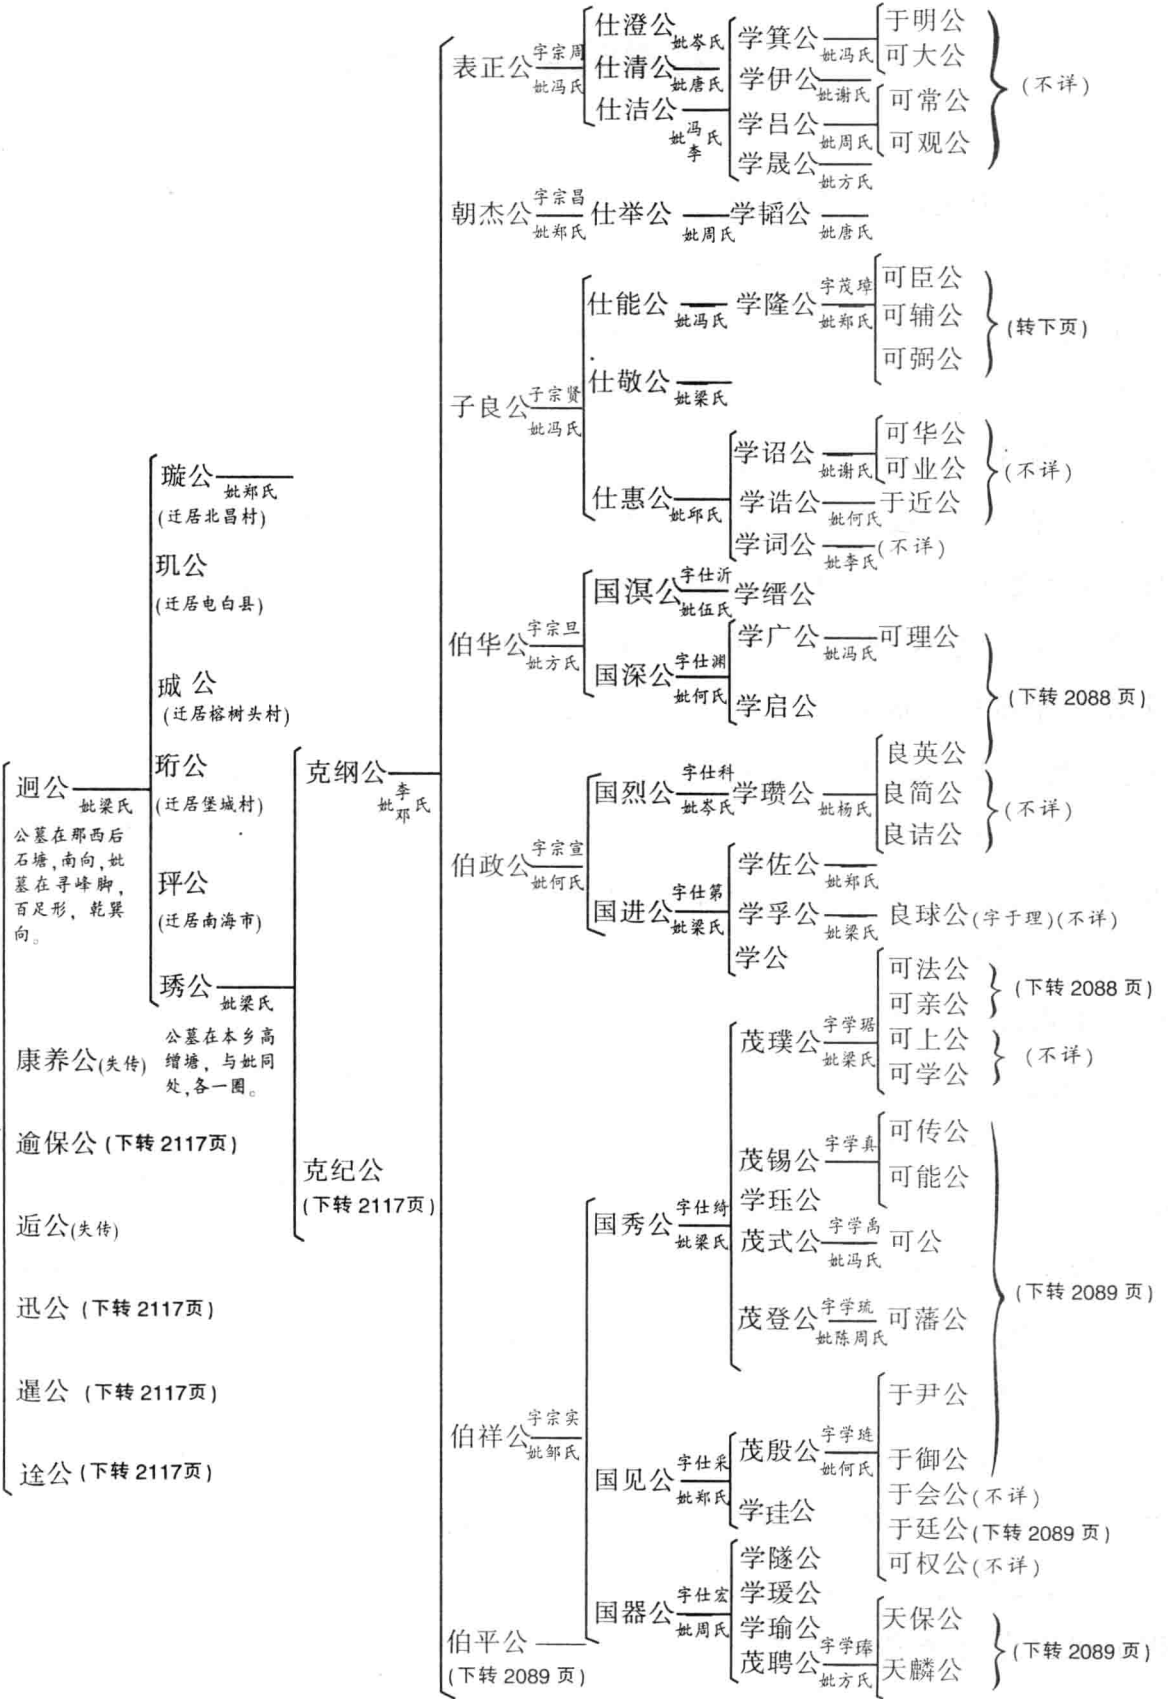 迥公 妣梁氏
公墓在那西后
石塘,南向,妣
墓在寻峰脚,
百足形，乾巽
向。
康养公(失传)
逾保公(下转2117页)
逅公(失传)
迅公(下转2117页)
暹公(下转2117页)
途公(下转2117页)
璇公 妣郑氏
(迁居北昌村)
玑公
(迁居电白县)
珹公
(迁居榕树头村)
珩公
(迁居堡城村)
玶公
(迁居南海市)
琇公 妣梁氏
公墓在本乡高
缯塘，与妣同
处,各一圈。
克纲公 妣李邓氏
克纪公
(下转2117页)
表正公 字宗周 妣冯氏
朝杰公 字宗昌 妣郑氏
子良公 子宗贤 妣冯氏
伯华公 字宗旦 妣方氏
伯政公 字宗宣 妣何氏
伯祥公 字宗实 妣邹氏
伯平公
(下转2089页)
仕澄公 妣岑氏
仕清公 妣唐氏
仕洁公 妣冯李氏
学箕公 妣冯氏
学伊公 妣谢氏
学吕公 妣周氏
学晟公 妣方氏
于明公
可大公
可常公
可观公
(不详)
仕举公 妣周氏 学韬公 妣唐氏
仕能公 妣冯氏 学隆公 字茂璋 妣郑氏
可臣公
可辅公
可弼公
(转下页)
仕敬公 妣梁氏
仕惠公 妣邱氏
学诏公 妣谢氏
可华公
可业公
学诰公 妣何氏 于近公
(不详)
学词公 妣李氏 (不详)
国溟公 字仕沂 妣伍氏 学缙公
国深公 字仕渊 妣何氏
学广公 妣冯氏 可理公
学启公
(下转2088页)
国烈公 字仕科 妣岑氏 学瓒公 妣杨氏
良英公
良简公
良诘公
(不详)
国进公 字仕第 妣梁氏
学佐公 妣郑氏
学孚公 妣梁氏 良球公(字于理)(不详)
学公
国秀公 字仕绮 妣梁氏
茂璞公 字学琚 妣梁氏
可法公
可亲公
(下转2088页)
可上公
可学公
(不详)
茂锡公 字学真
可传公
可能公
学珏公
茂式公 字学禹 妣冯氏 可公
茂登公 字学琉 妣陈周氏 可藩公
(下转2089页)
国见公 字仕采 妣郑氏
茂殷公 字学琏 妣何氏
于尹公
于御公
于会公(不详)
于廷公(下转2089页)
可权公(不详)
学珪公
国器公 字仕宏 妣周氏
学隧公
学瑗公
学瑜公
茂聘公 字学琫 妣方氏
天保公
天麟公
(下转2089页)